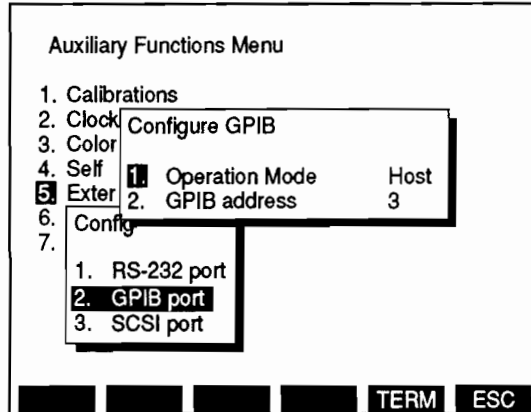 Auxiliary Functions Menu
1. Calibrations
2. Clock
3. Color
4. Self
5. Exter
6.
7.
Configure GPIB
1. Operation Mode Host
2. GPIB address 3
Config
1. RS-232 port
2. GPIB port
3. SCSI port
TERM ESC